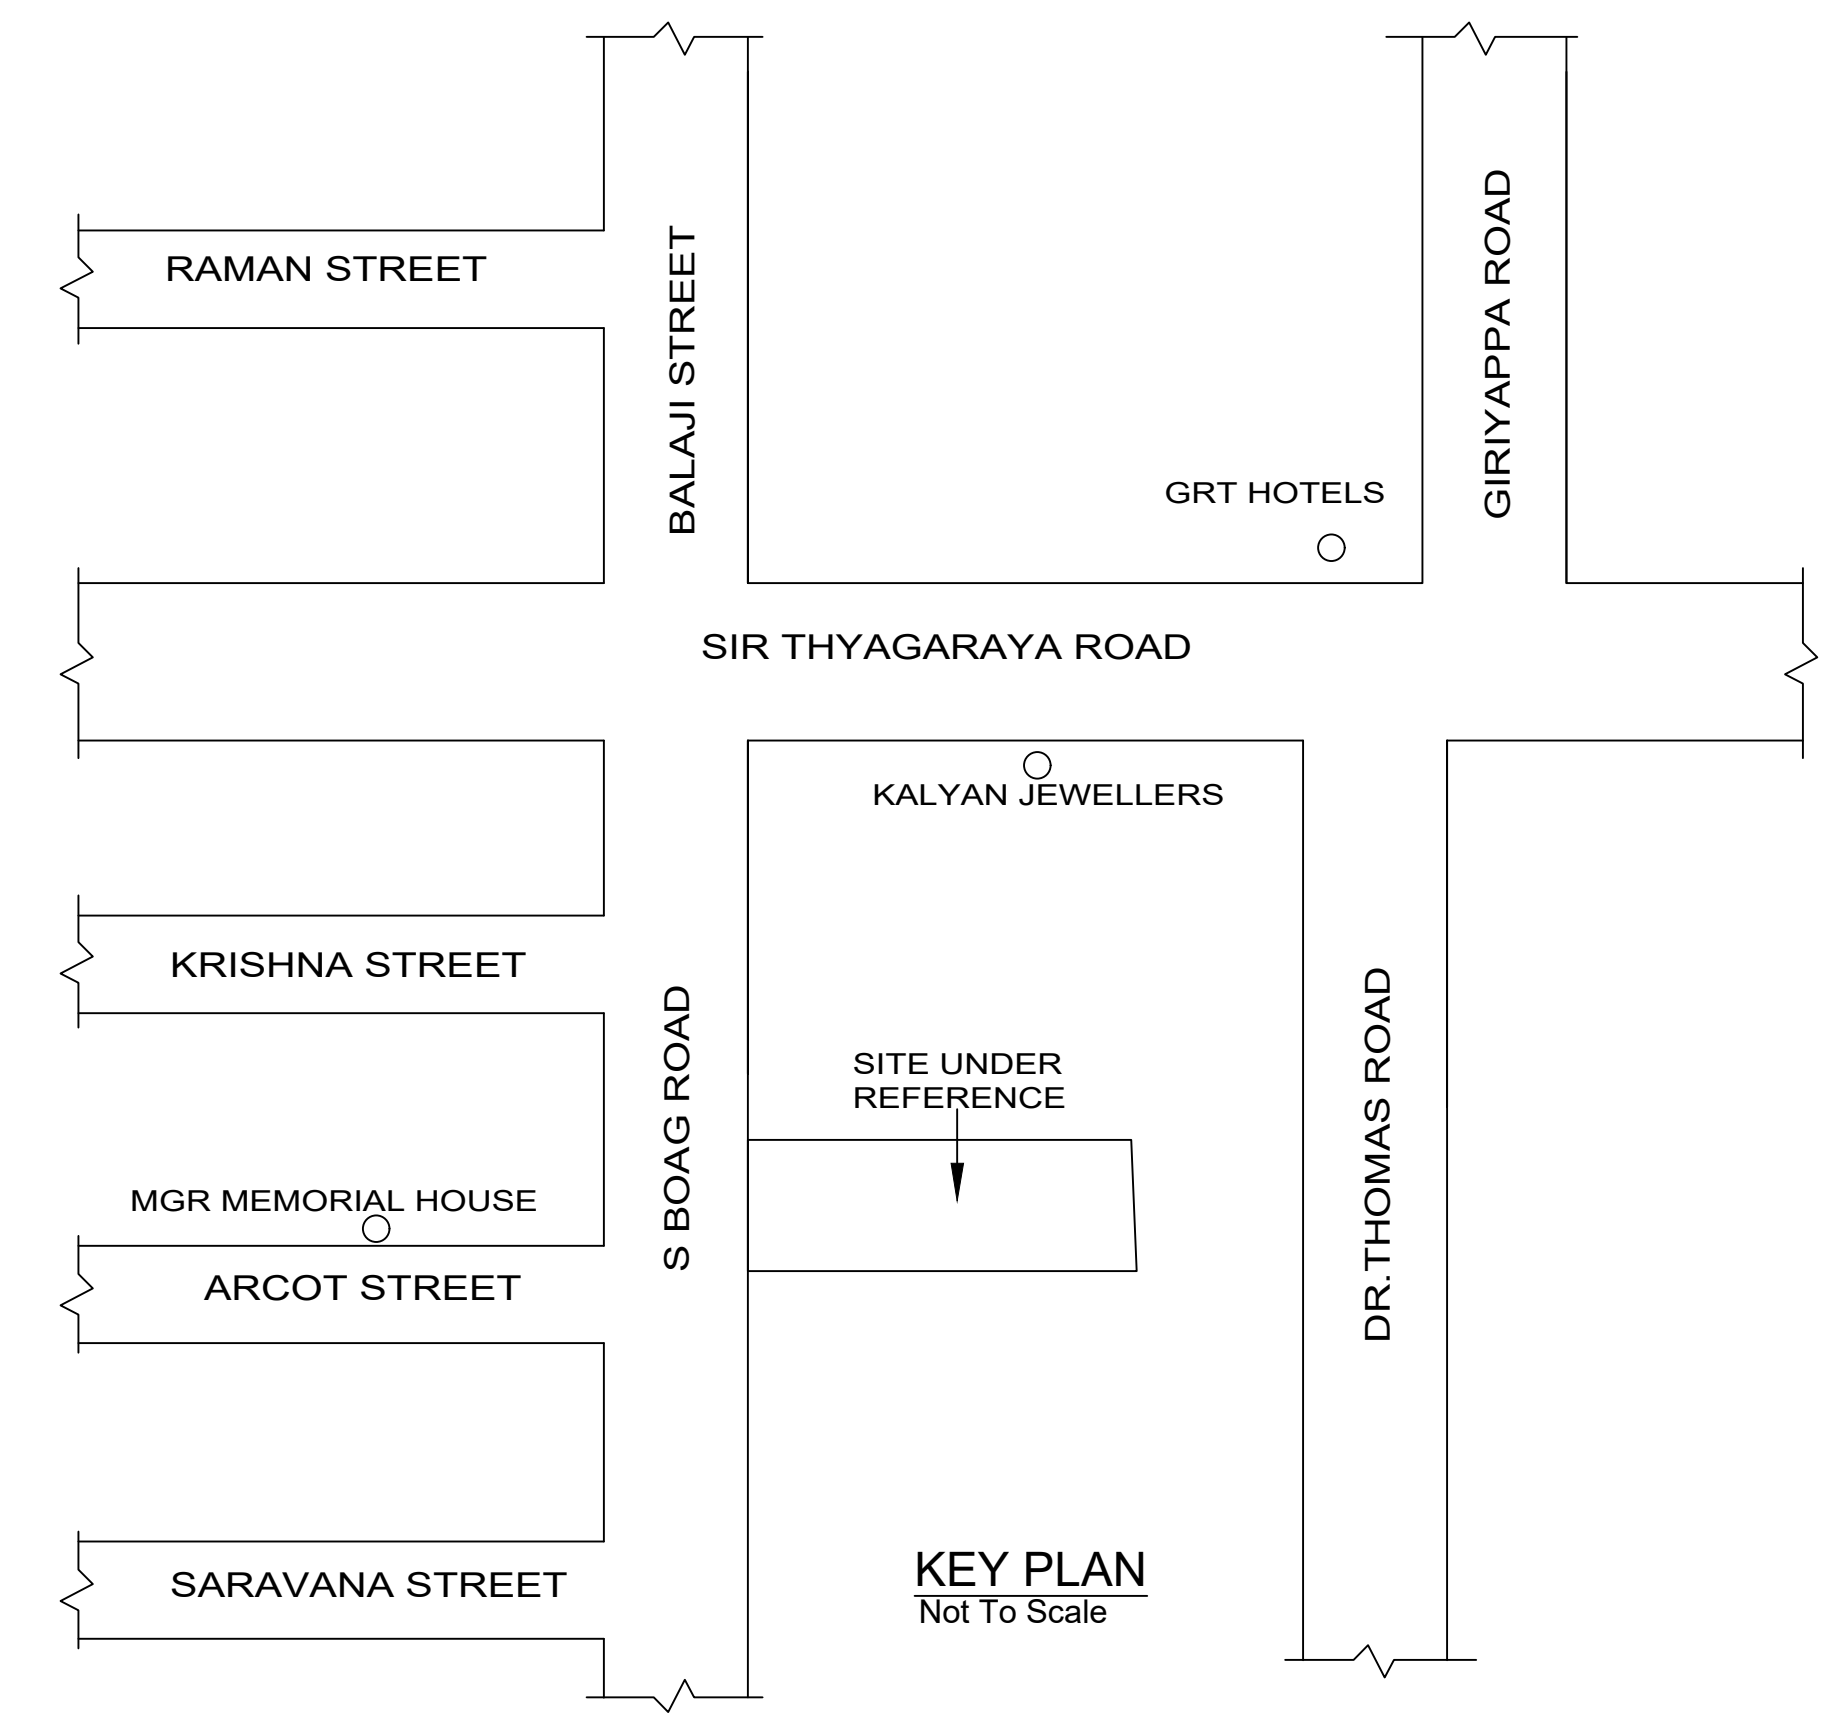 RAMAN STREET
BALAJI STREET
GIRIYAPPA ROAD
GRT HOTELS
SIR THYAGARAYA ROAD
KALYAN JEWELLERS
KRISHNA STREET
S BOAG ROAD
DR.THOMAS ROAD
SITE UNDER
REFERENCE
MGR MEMORIAL HOUSE
ARCOT STREET
SARAVANA STREET
KEY PLAN
Not To Scale